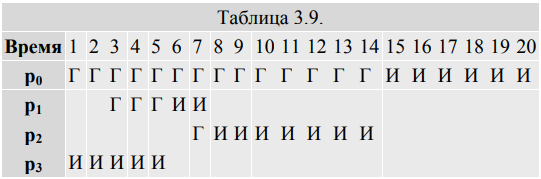 Таблица 3.9.
Время 1 2 3 4 5 6 7 8 9 10 11 12 13 14 15 16 17 18 19 20
p0 Г Г Г Г Г Г Г Г Г Г Г Г Г Г И И И И И И
p1 Г Г Г И И
p2 Г И И И И И И И
p3 И И И И И